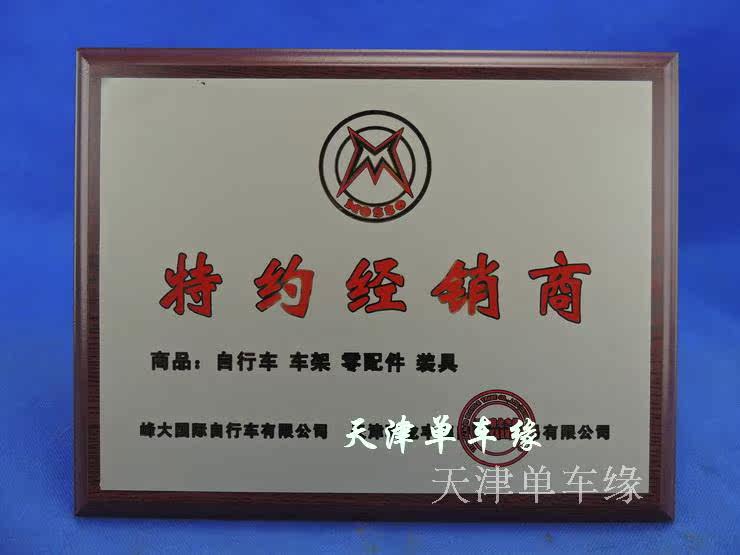 MOSSO
特约经销商
商品：自行车 车架 零配件 装具
峰大国际自行车有限公司
天津单车缘
有限公司
天津单车缘